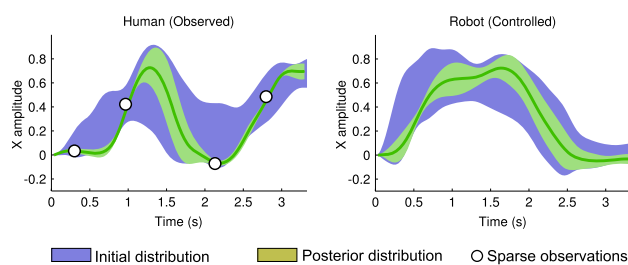 Human (Observed)
Robot (Controlled)
X amplitude
0.8
0.6
0.4
0.2
0
-0.2
0 0.5 1 1.5 2 2.5 3
Time (s)
X amplitude
0.8
0.6
0.4
0.2
0
-0.2
0 0.5 1 1.5 2 2.5 3
Time (s)
Initial distribution
Posterior distribution
Sparse observations